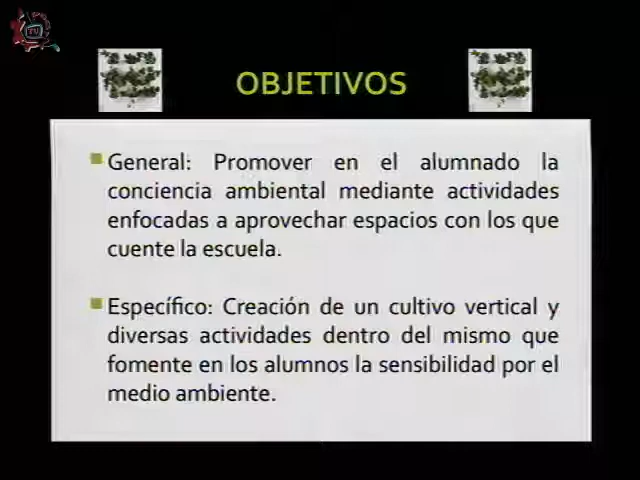 TU
OBJETIVOS
General: Promover en el alumnado la
conciencia ambiental mediante actividades
enfocadas a aprovechar espacios con los que
cuente la escuela.
Específico: Creación de un cultivo vertical y
diversas actividades dentro del mismo que
fomente en los alumnos la sensibilidad por el
medio ambiente.